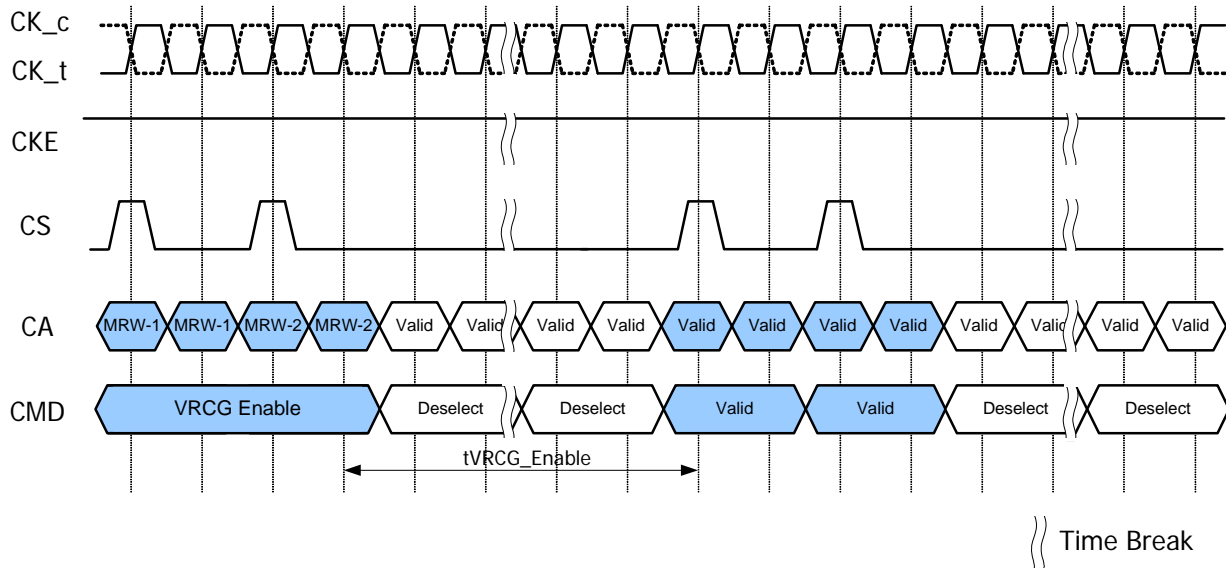 CK_c
CK_t
CKE
CS
CA MRW-1 MRW-1 MRW-2 MRW-2 Valid Valid Valid Valid Valid Valid Valid Valid Valid Valid Valid Valid
CMD VRCG Enable Deselect Deselect Valid Valid Deselect Deselect
tVRCG_Enable
Time Break